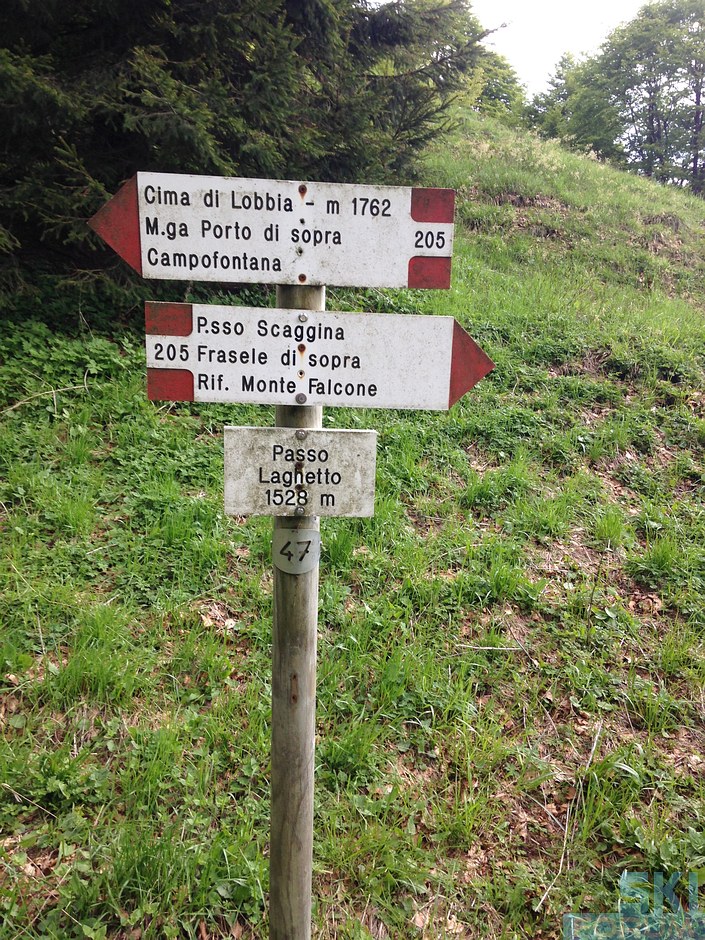 Cima di Lobbia - m 1762
M.ga Porto di sopra
205
Campofontana
P.sso Scaggina
205 Frasele di sopra
Rif. Monte Falcone
Passo
Laghetto
1528 m
47
SKI